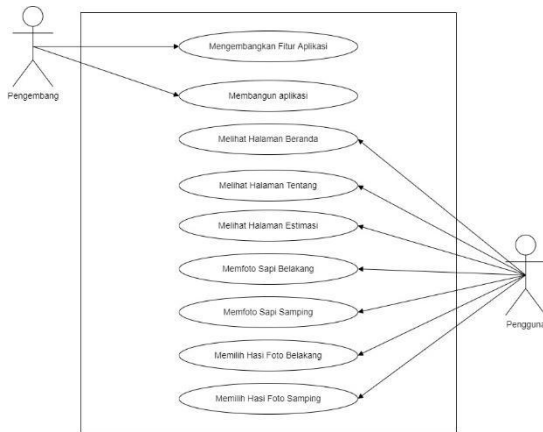 Mengembangkan Fitur Aplikasi
Pengembang
Membangun aplikasi
Melihat Halaman Beranda
Melihat Halaman Tentang
Melihat Halaman Estimasi
Memfoto Sapi Belakang
Memfoto Sapi Samping
Pengguna
Memilih Hasi Foto Belakang
Memilih Hasi Foto Samping